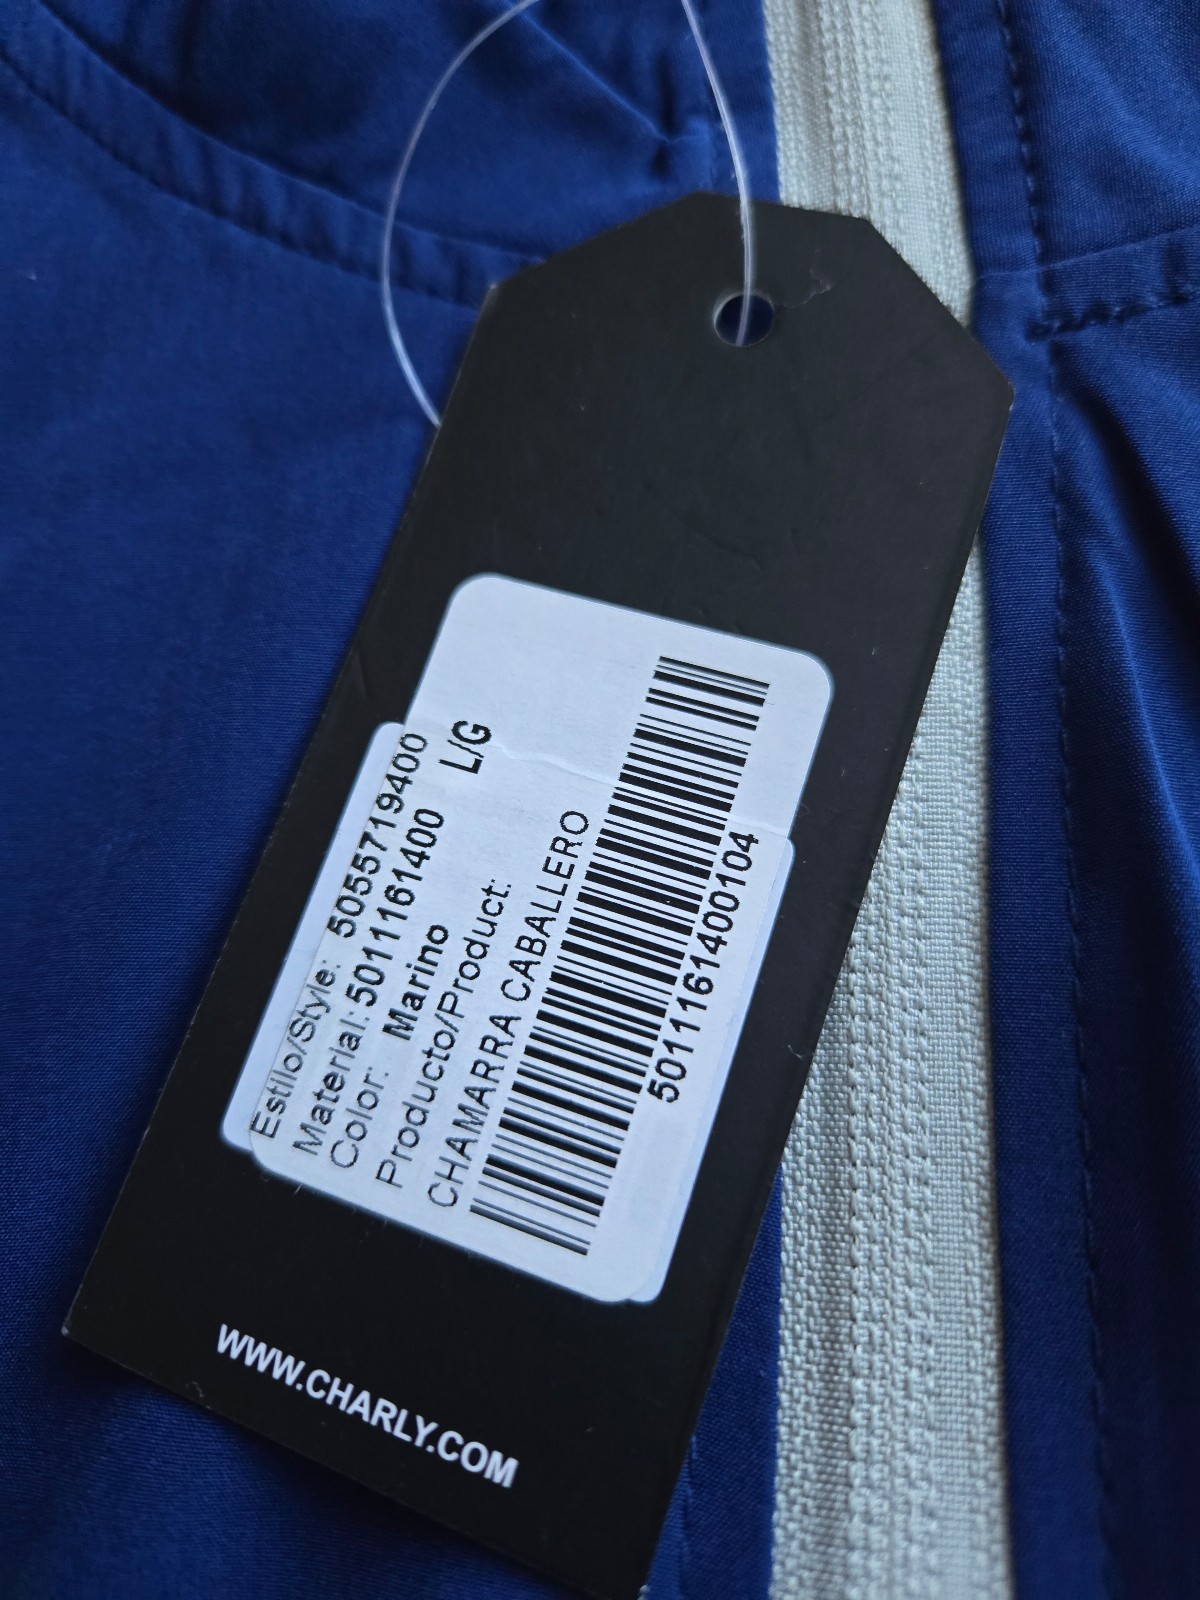 Estilo/Style: 5055719400
Material: 5011161400
Color: Marino L/G
Producto/Product:
CHAMARRA CABALLERO
5011161400104
WWW.CHARLY.COM